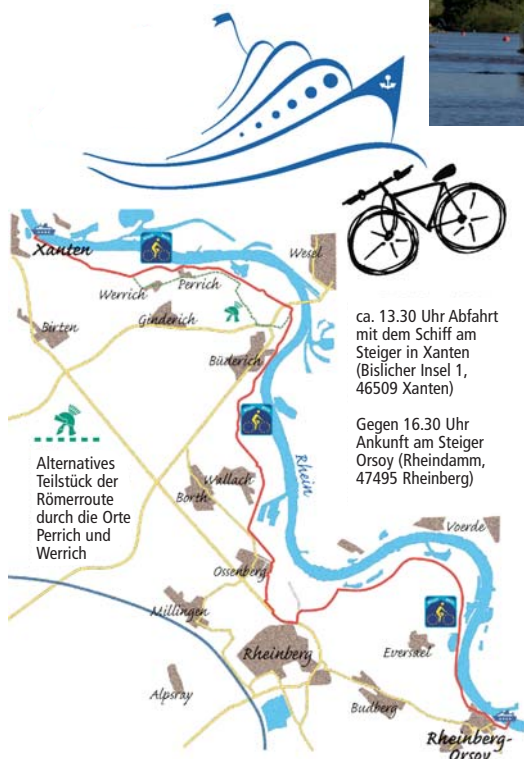 Xanten
Wesel
Werrich
Perrich
Birten
Ginderich
Büderich
ca. 13.30 Uhr Abfahrt
mit dem Schiff am
Steiger in Xanten
(Bislicher Insel 1,
46509 Xanten)
Gegen 16.30 Uhr
Ankunft am Steiger
Orsoy (Rheindamm,
47495 Rheinberg)
Alternatives
Teilstück der
Römerroute
durch die Orte
Perrich und
Werrich
Rhein
Wallach
Borth
Voerde
Ossenberg
Millingen
Rheinberg
Eversael
Alpsray
Budberg
Rheinberg-
Orsoy